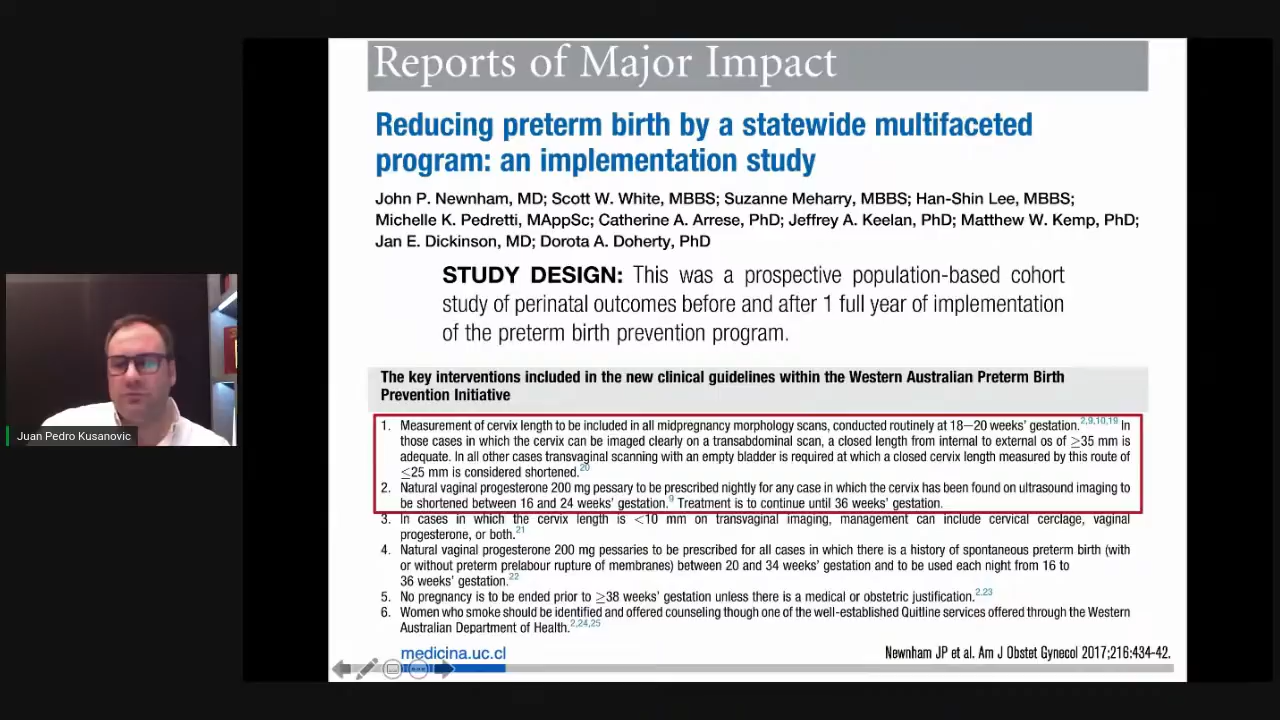 Reports of Major Impact
Reducing preterm birth by a statewide multifaceted
program: an implementation study
John P. Newnham, MD; Scott W. White, MBBS; Suzanne Meharry, MBBS; Han-Shin Lee, MBBS;
Michelle K. Pedretti, MAppSc; Catherine A. Arrese, PhD; Jeffrey A. Keelan, PhD; Matthew W. Kemp, PhD;
Jan E. Dickinson, MD; Dorota A. Doherty, PhD
STUDY DESIGN: This was a prospective population-based cohort
study of perinatal outcomes before and after 1 full year of implementation
of the preterm birth prevention program.
The key interventions included in the new clinical guidelines within the Western Australian Preterm Birth
Prevention Initiative
1. Measurement of cervix length to be included in all midpregnancy morphology scans, conducted routinely at 18–20 weeks' gestation.2,9,10,19 In
those cases in which the cervix can be imaged clearly on a transabdominal scan, a closed length from internal to external os of ≥35 mm is
adequate. In all other cases transvaginal scanning with an empty bladder is required at which a closed cervix length measured by this route of
≤25 mm is considered shortened.20
2. Natural vaginal progesterone 200 mg pessary to be prescribed nightly for any case in which the cervix has been found on ultrasound imaging to
be shortened between 16 and 24 weeks' gestation.9 Treatment is to continue until 36 weeks' gestation.
3. In cases in which the cervix length is <10 mm on transvaginal imaging, management can include cervical cerclage, vaginal
progesterone, or both.21
4. Natural vaginal progesterone 200 mg pessaries to be prescribed for all cases in which there is a history of spontaneous preterm birth (with
or without preterm prelabour rupture of membranes) between 20 and 34 weeks' gestation and to be used each night from 16 to
36 weeks' gestation.22
5. No pregnancy is to be ended prior to ≥38 weeks' gestation unless there is a medical or obstetric justification.2,23
6. Women who smoke should be identified and offered counseling though one of the well-established Quitline services offered through the Western
Australian Department of Health.2,24,25
medicina.uc.cl
Newnham JP et al. Am J Obstet Gynecol 2017;216:434-42.
Juan Pedro Kusanovic